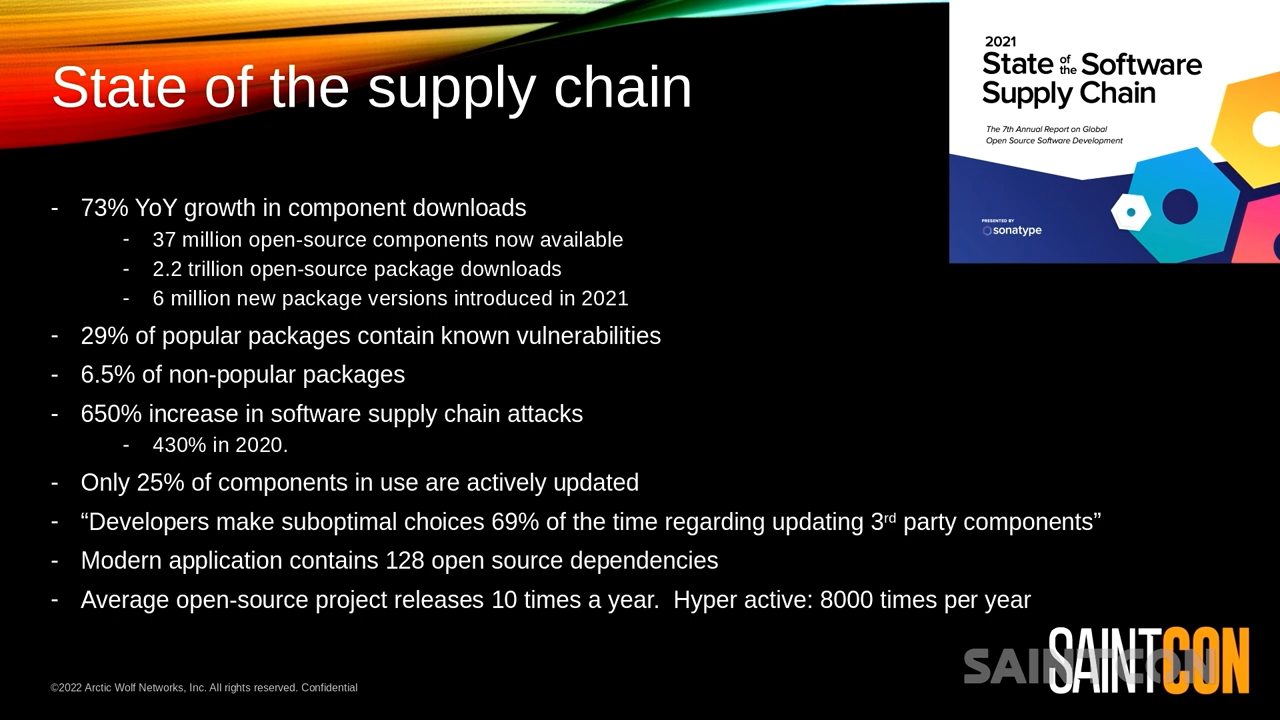 State of the supply chain
2021
State of the Software
Supply Chain
The 7th Annual Report on Global
Open Source Software Development
PRESENTED BY
sonatype
- 73% YoY growth in component downloads
- 37 million open-source components now available
- 2.2 trillion open-source package downloads
- 6 million new package versions introduced in 2021
- 29% of popular packages contain known vulnerabilities
- 6.5% of non-popular packages
- 650% increase in software supply chain attacks
- 430% in 2020.
- Only 25% of components in use are actively updated
- “Developers make suboptimal choices 69% of the time regarding updating 3rd party components”
- Modern application contains 128 open source dependencies
- Average open-source project releases 10 times a year.  Hyper active: 8000 times per year
SAINTCON
SAINTCON
©2022 Arctic Wolf Networks, Inc. All rights reserved. Confidential